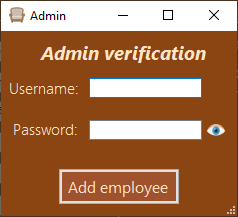 Admin
Admin verification
Username:
Password:
Add employee